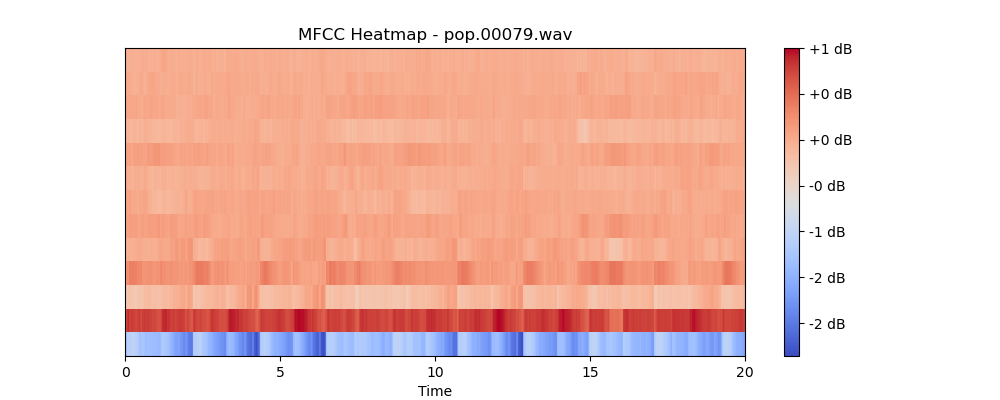 MFCC Heatmap - pop.00079.wav
+1 dB
+0 dB
+0 dB
-0 dB
-1 dB
-2 dB
-2 dB
0 5 10 15 20
Time